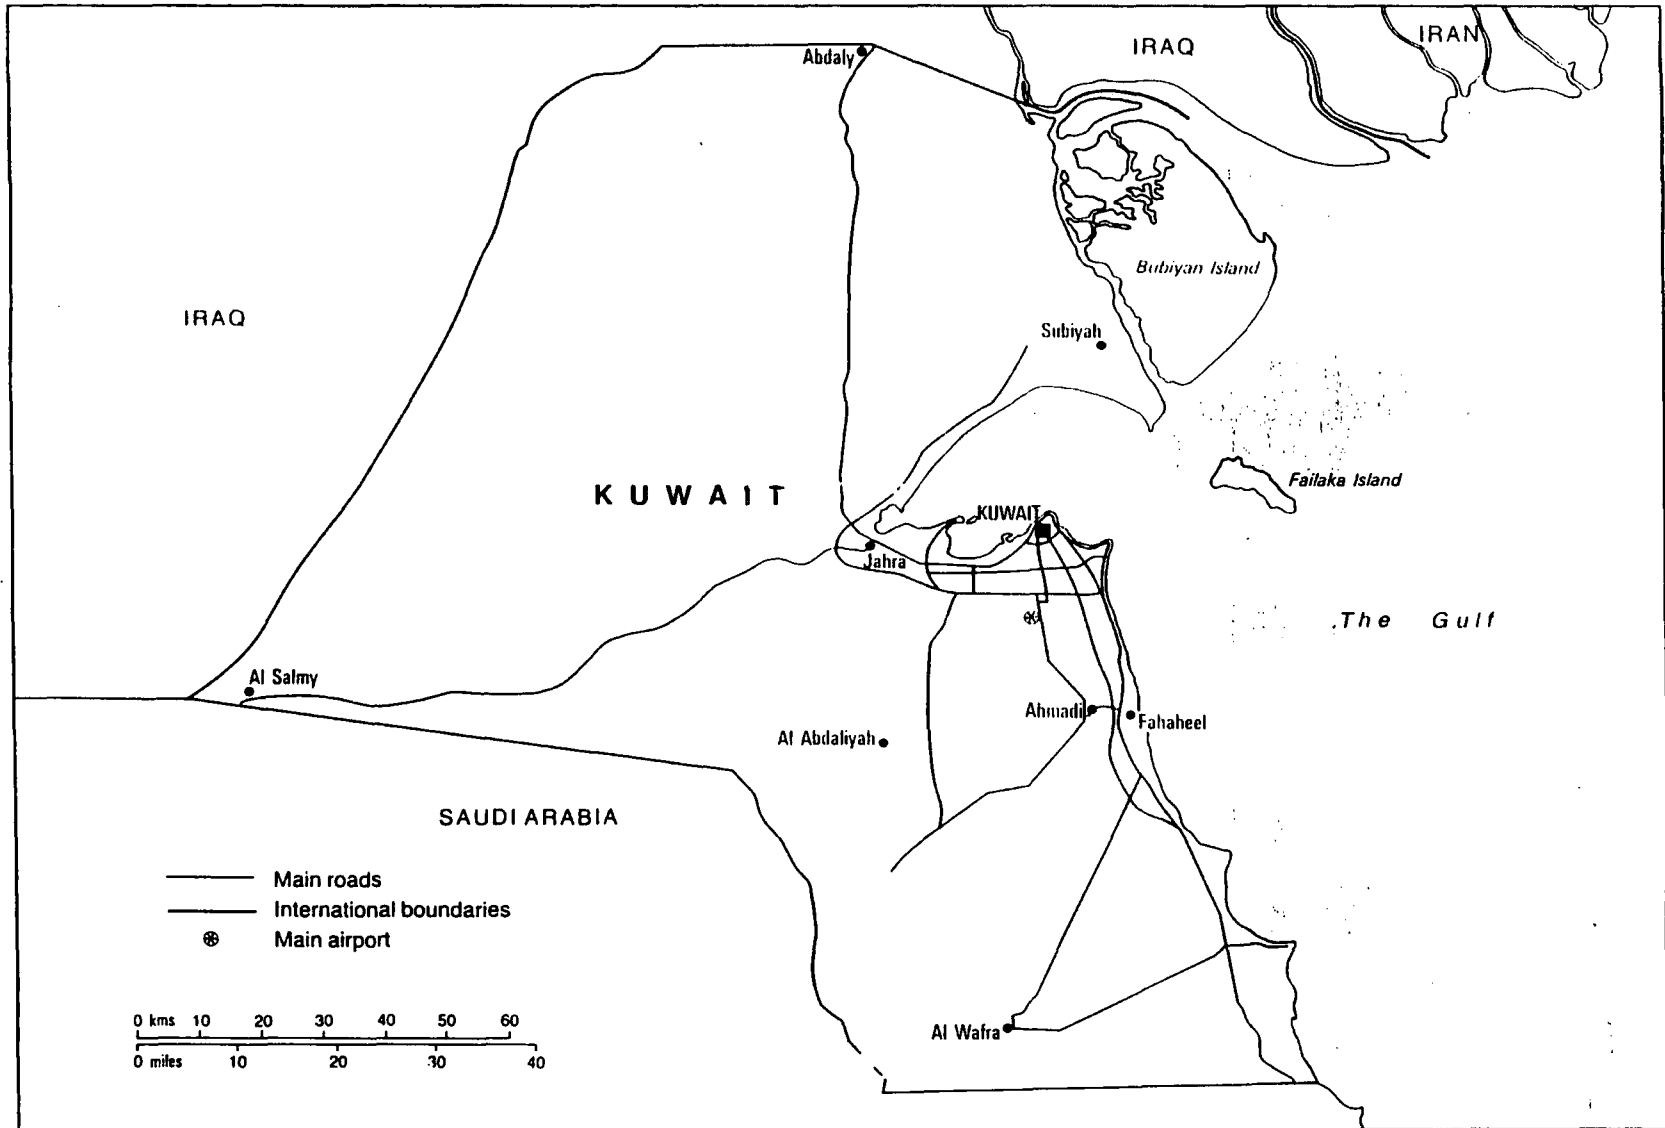 IRAQ
IRAN
Abdaly
Bubiyan Island
IRAQ
Subiyah
Failaka Island
KUWAIT
KUWAIT
Jahra
The Gulf
Al Salmy
Ahmadi
Fahaheel
Al Abdaliyah
SAUDI ARABIA
Main roads
International boundaries
Main airport
0 kms 10 20 30 40 50 60
0 miles 10 20 30 40
Al Wafra